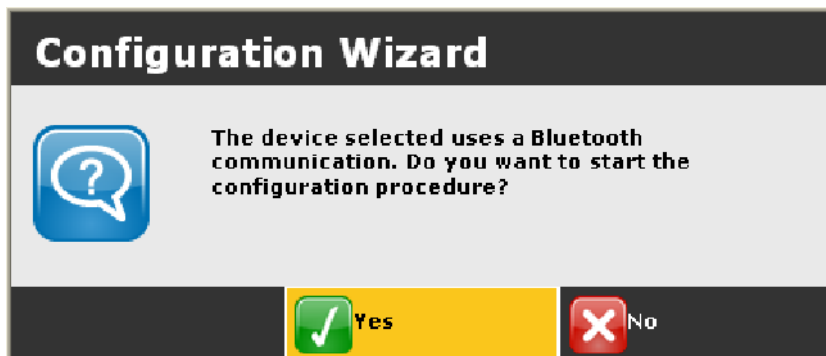 Configuration Wizard
?
The device selected uses a Bluetooth
communication. Do you want to start the
configuration procedure?
Yes
No